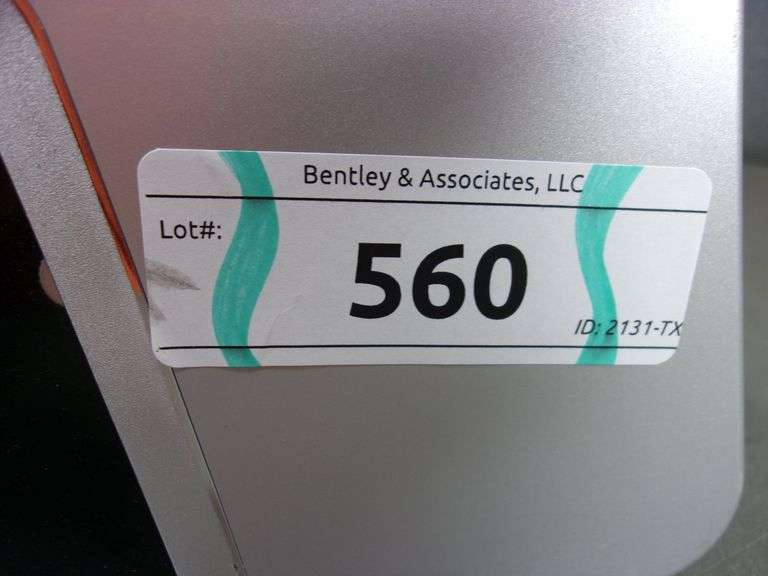 Bentley & Associates, LLC
Lot#:
560
ID: 2131-TX